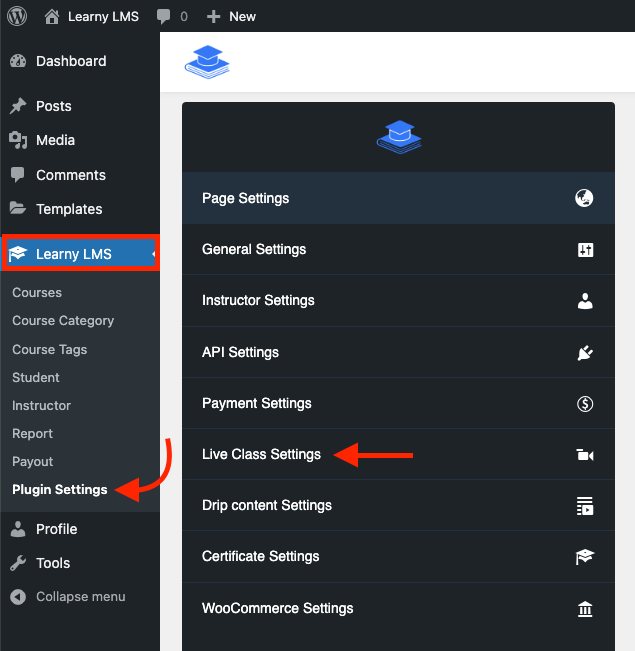 Learny LMS 0 New
Dashboard
Posts
Media
Comments
Templates
Learny LMS
Courses
Course Category
Course Tags
Student
Instructor
Report
Payout
Plugin Settings
Profile
Tools
Collapse menu
Page Settings
General Settings
Instructor Settings
API Settings
Payment Settings
Live Class Settings
Drip content Settings
Certificate Settings
WooCommerce Settings